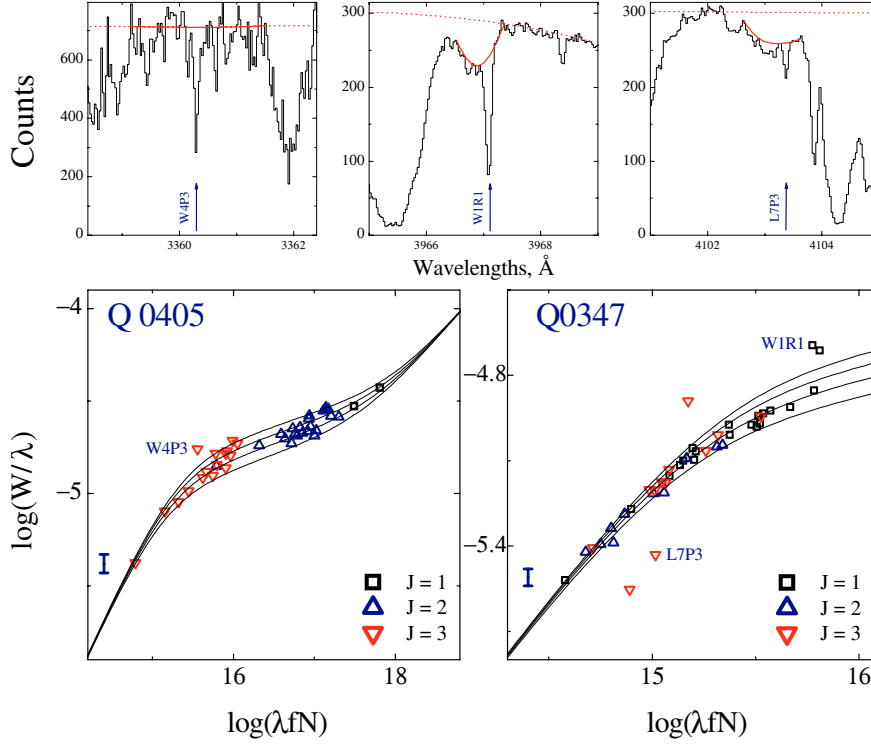 Counts
600
400
200
0
W4P3
3360
3362
300
200
100
0
W1R1
3966
3968
300
200
100
0
L7P3
4102
4104
Wavelengths, Å
log(W/λ)
−4
−5
Q 0405
W4P3
J = 1
J = 2
J = 3
16
18
log(λfN)
−4.8
−5.4
Q0347
W1R1
L7P3
J = 1
J = 2
J = 3
15
16
log(λfN)